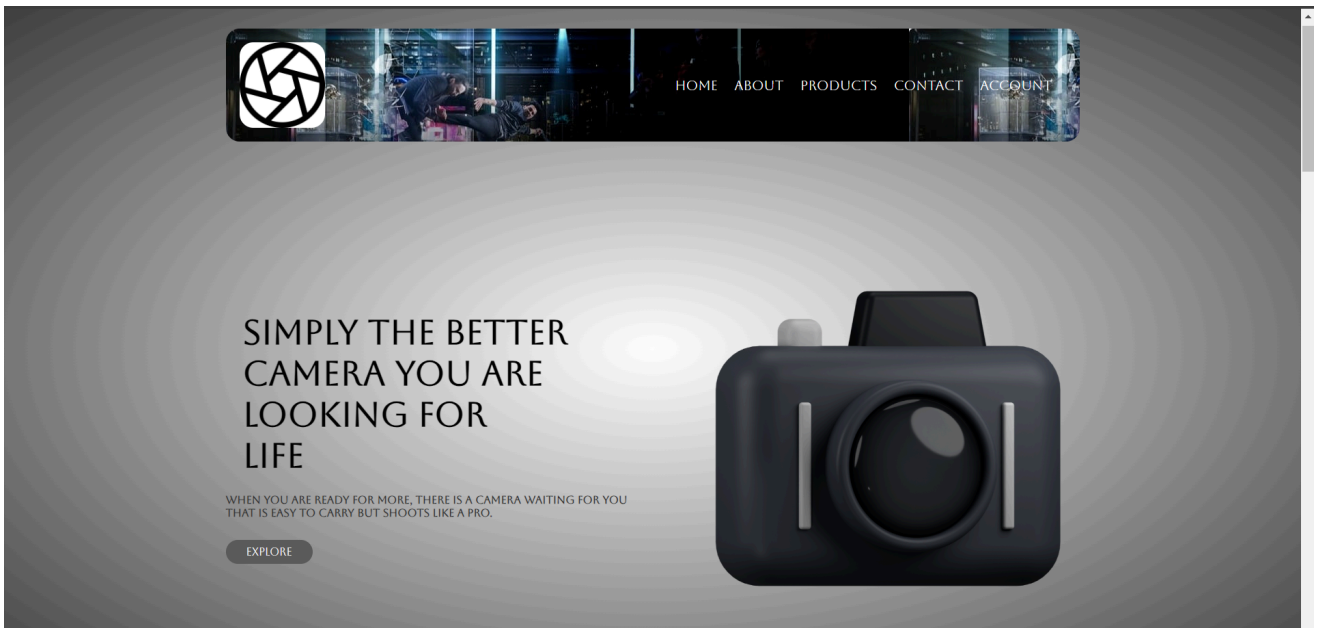 HOME ABOUT PRODUCTS CONTACT ACCOUNT
SIMPLY THE BETTER
CAMERA YOU ARE
LOOKING FOR
LIFE
WHEN YOU ARE READY FOR MORE, THERE IS A CAMERA WAITING FOR YOU
THAT IS EASY TO CARRY BUT SHOOTS LIKE A PRO.
EXPLORE